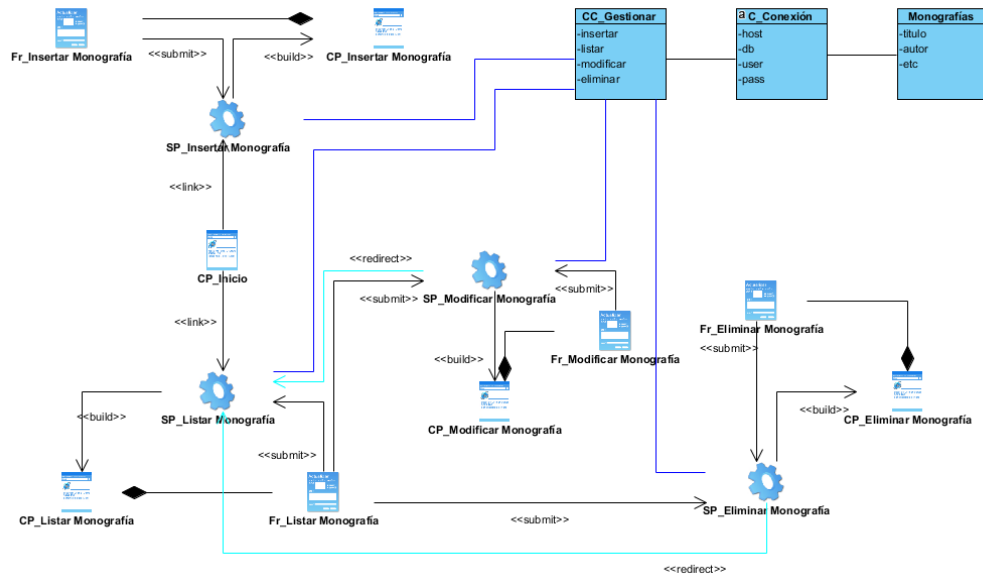 CC_Gestionar
-insertar
-listar
-modificar
-eliminar
a
C_Conexión
-host
-db
-user
-pass
Monografías
-titulo
-autor
-etc
Fr_Insertar Monografía
<<submit>>
<<build>>
CP_Insertar Monografía
SP_Insertar Monografía
<<link>>
CP_Inicio
<<link>>
<<redirect>>
<<submit>>
SP_Modificar Monografía
<<submit>>
Fr_Modificar Monografía
<<build>>
CP_Modificar Monografía
Fr_Eliminar Monografía
<<submit>>
<<build>>
CP_Eliminar Monografía
SP_Listar Monografía
<<build>>
<<submit>>
CP_Listar Monografía
Fr_Listar Monografía
<<submit>>
SP_Eliminar Monografía
<<redirect>>